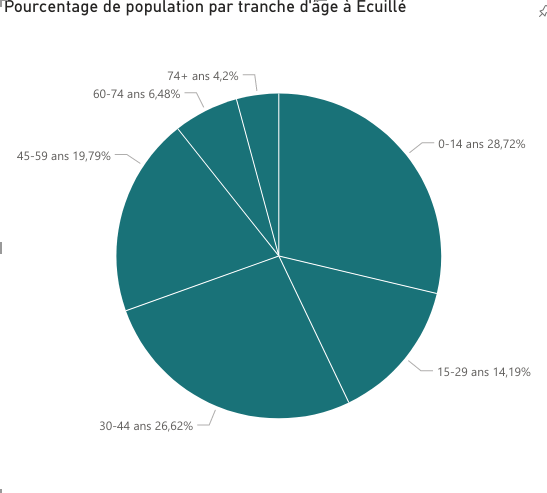 Pourcentage de population par tranche d'âge à Ecuillé
74+ ans 4,2%
60-74 ans 6,48%
0-14 ans 28,72%
45-59 ans 19,79%
15-29 ans 14,19%
30-44 ans 26,62%